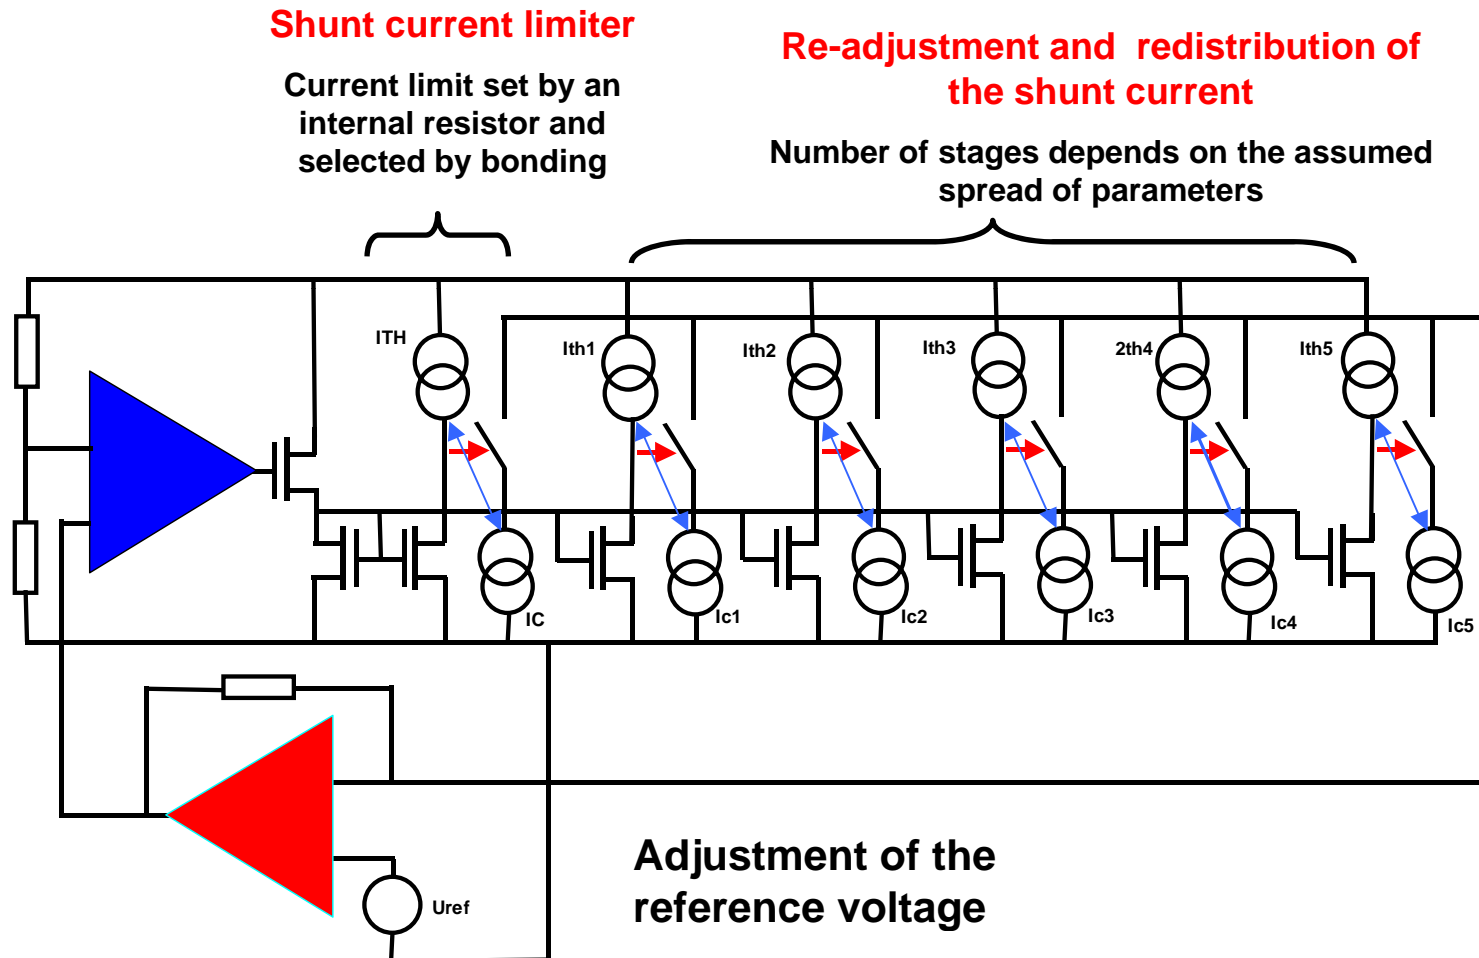 Shunt current limiter
Current limit set by an
internal resistor and
selected by bonding
Re-adjustment and redistribution of
the shunt current
Number of stages depends on the assumed
spread of parameters
ITH
Ith1
Ith2
Ith3
2th4
Ith5
IC
Ic1
Ic2
Ic3
Ic4
Ic5
Adjustment of the
reference voltage
Uref